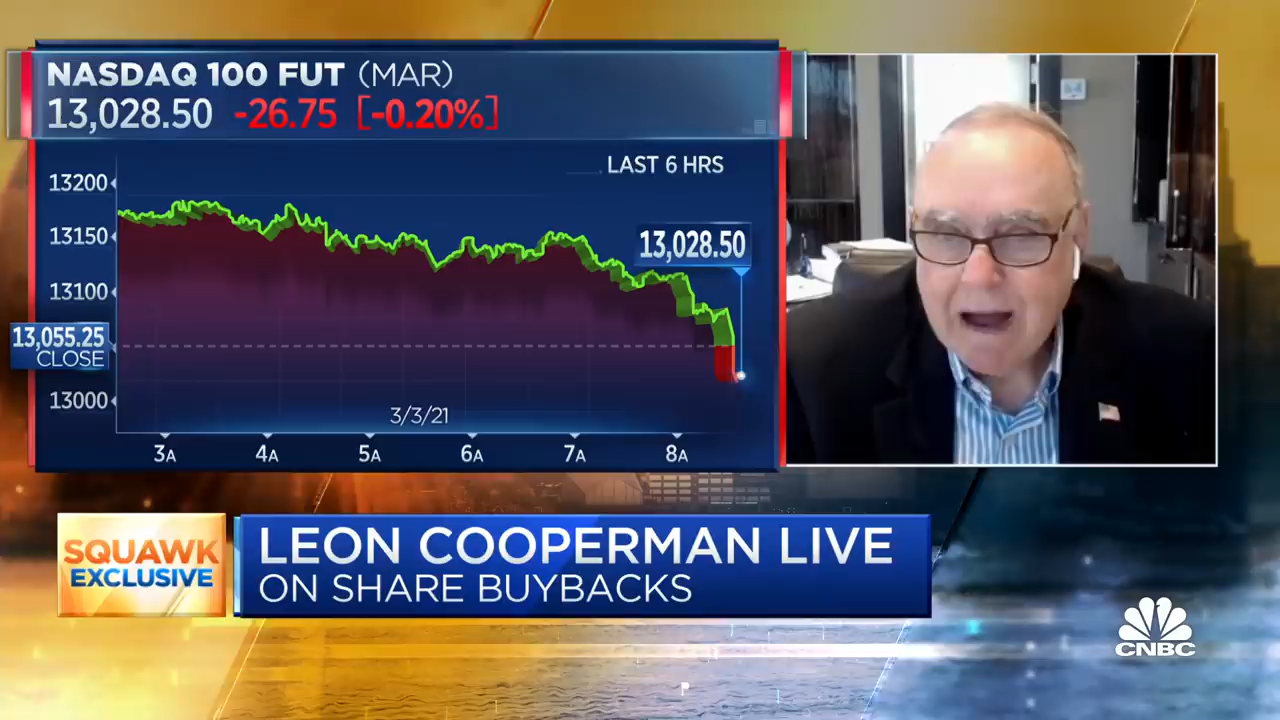 NASDAQ 100 FUT (MAR)
13,028.50 -26.75 [-0.20%]
LAST 6 HRS
13200
13150
13,028.50
13100
13,055.25
CLOSE
13000
3/3/21
3A 4A 5A 6A 7A 8A
SQUAWK
EXCLUSIVE
LEON COOPERMAN LIVE
ON SHARE BUYBACKS
CNBC